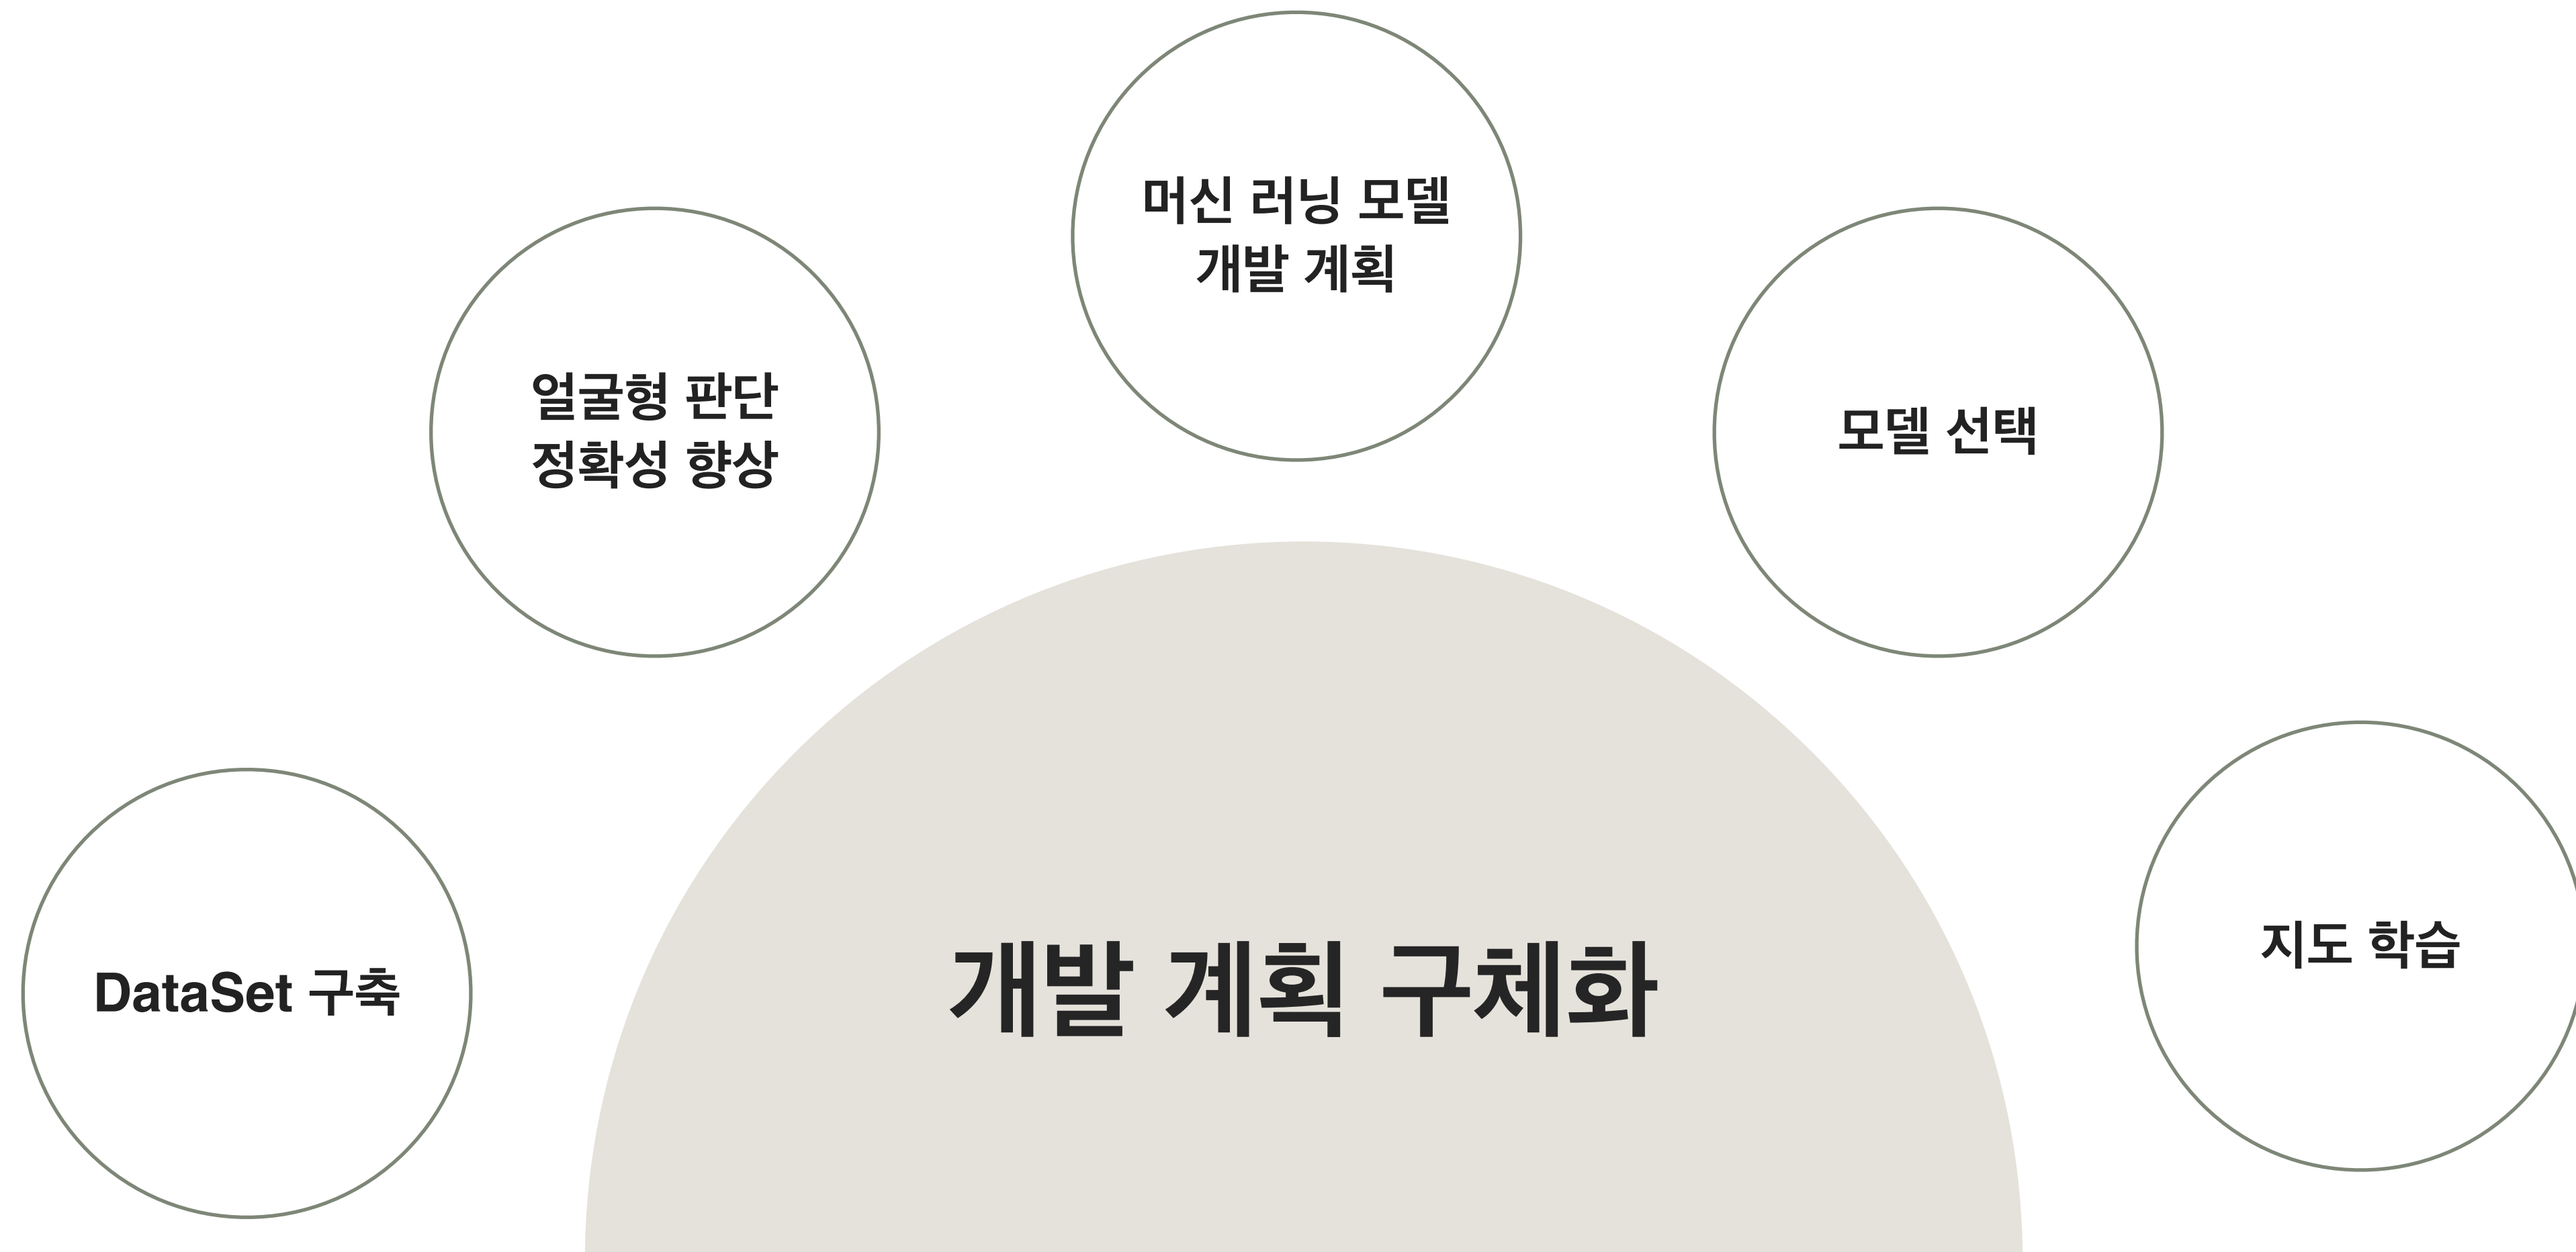 머신 러닝 모델
개발 계획
얼굴형 판단
정확성 향상
모델 선택
DataSet 구축
개발 계획 구체화
지도 학습